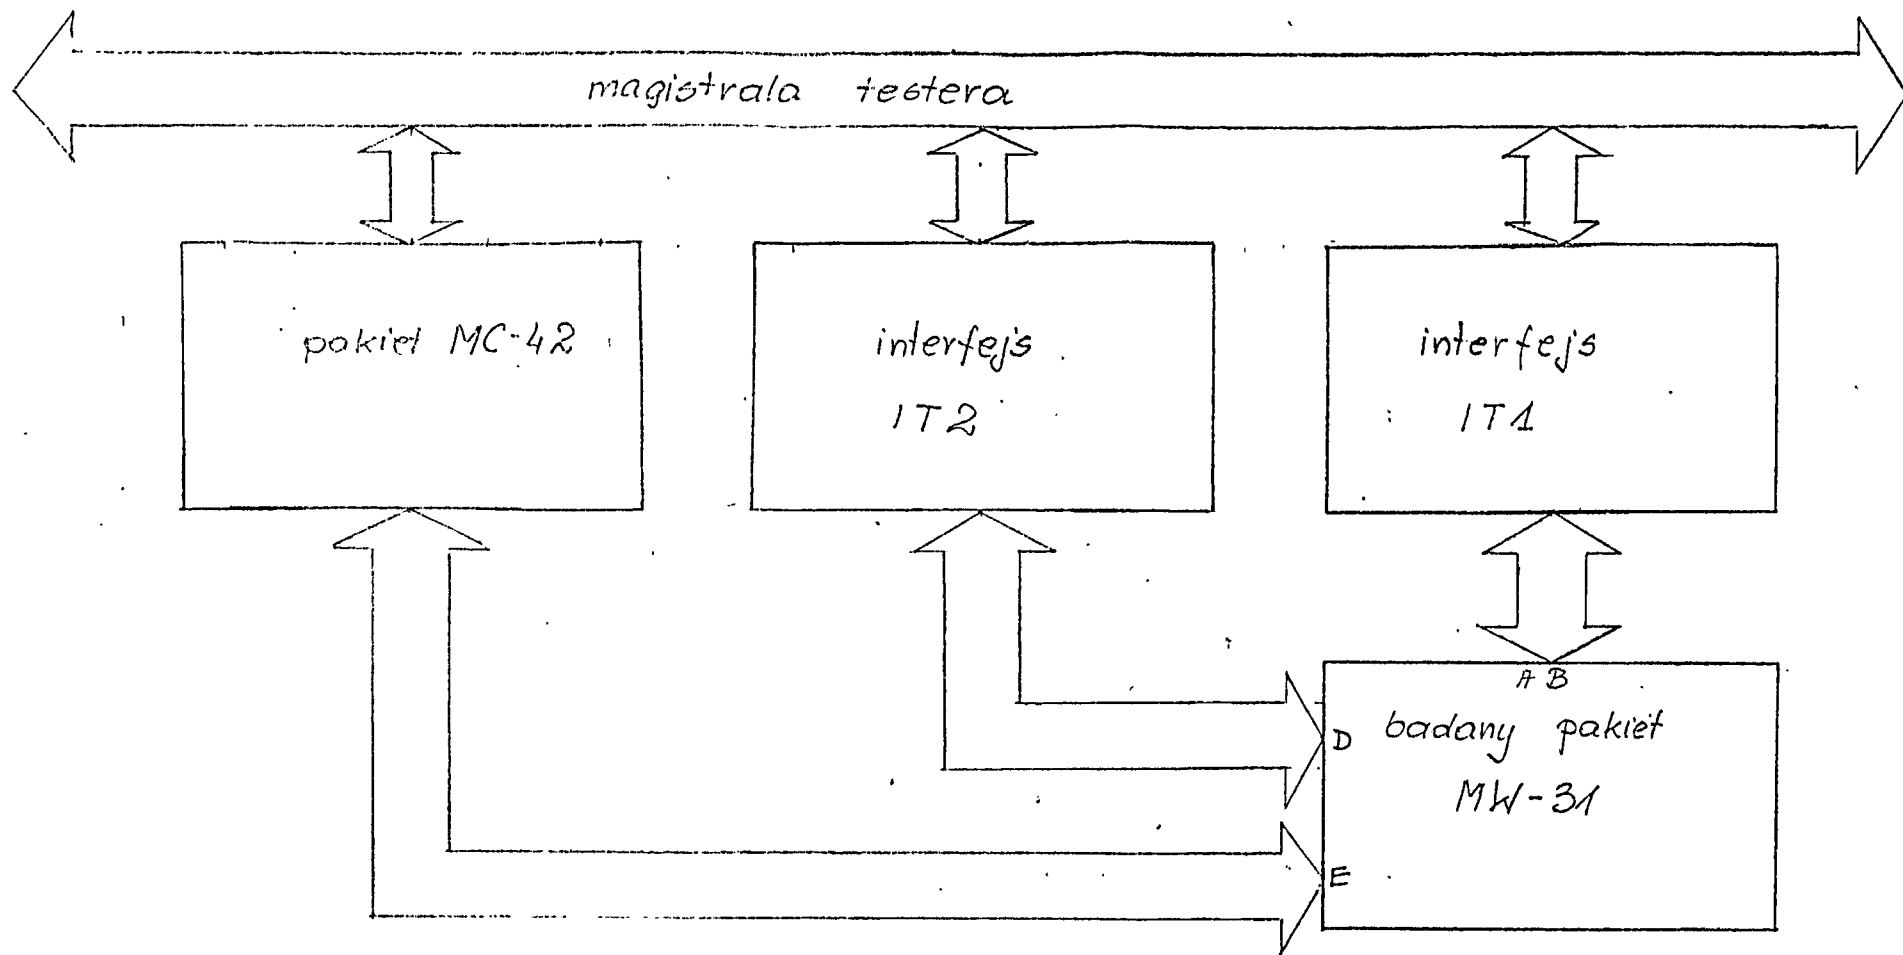 magistrala testera
pakiet MC-42
interfejs
IT2
interfejs
IT1
A B
D
badany pakiet
MW-31
E